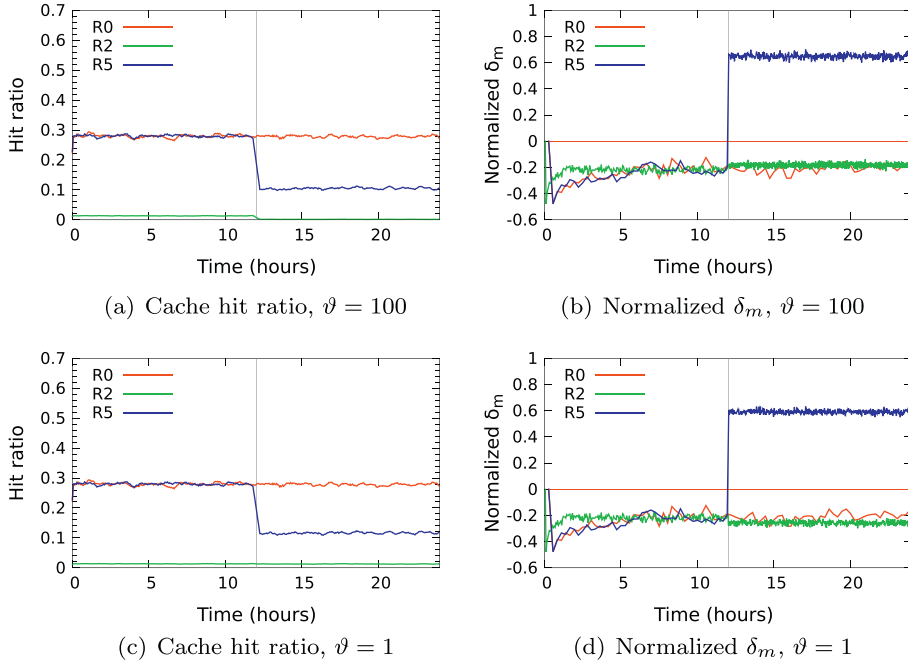 0.7
0.6
0.5
0.4
0.3
0.2
0.1
0
Hit ratio
R0
R2
R5
0 5 10 15 20
Time (hours)
(a) Cache hit ratio, ϑ = 100
1
0.8
0.6
0.4
0.2
0
-0.2
-0.4
-0.6
Normalized δm
R0
R2
R5
0 5 10 15 20
Time (hours)
(b) Normalized δm, ϑ = 100
0.7
0.6
0.5
0.4
0.3
0.2
0.1
0
Hit ratio
R0
R2
R5
0 5 10 15 20
Time (hours)
(c) Cache hit ratio, ϑ = 1
1
0.8
0.6
0.4
0.2
0
-0.2
-0.4
-0.6
Normalized δm
R0
R2
R5
0 5 10 15 20
Time (hours)
(d) Normalized δm, ϑ = 1